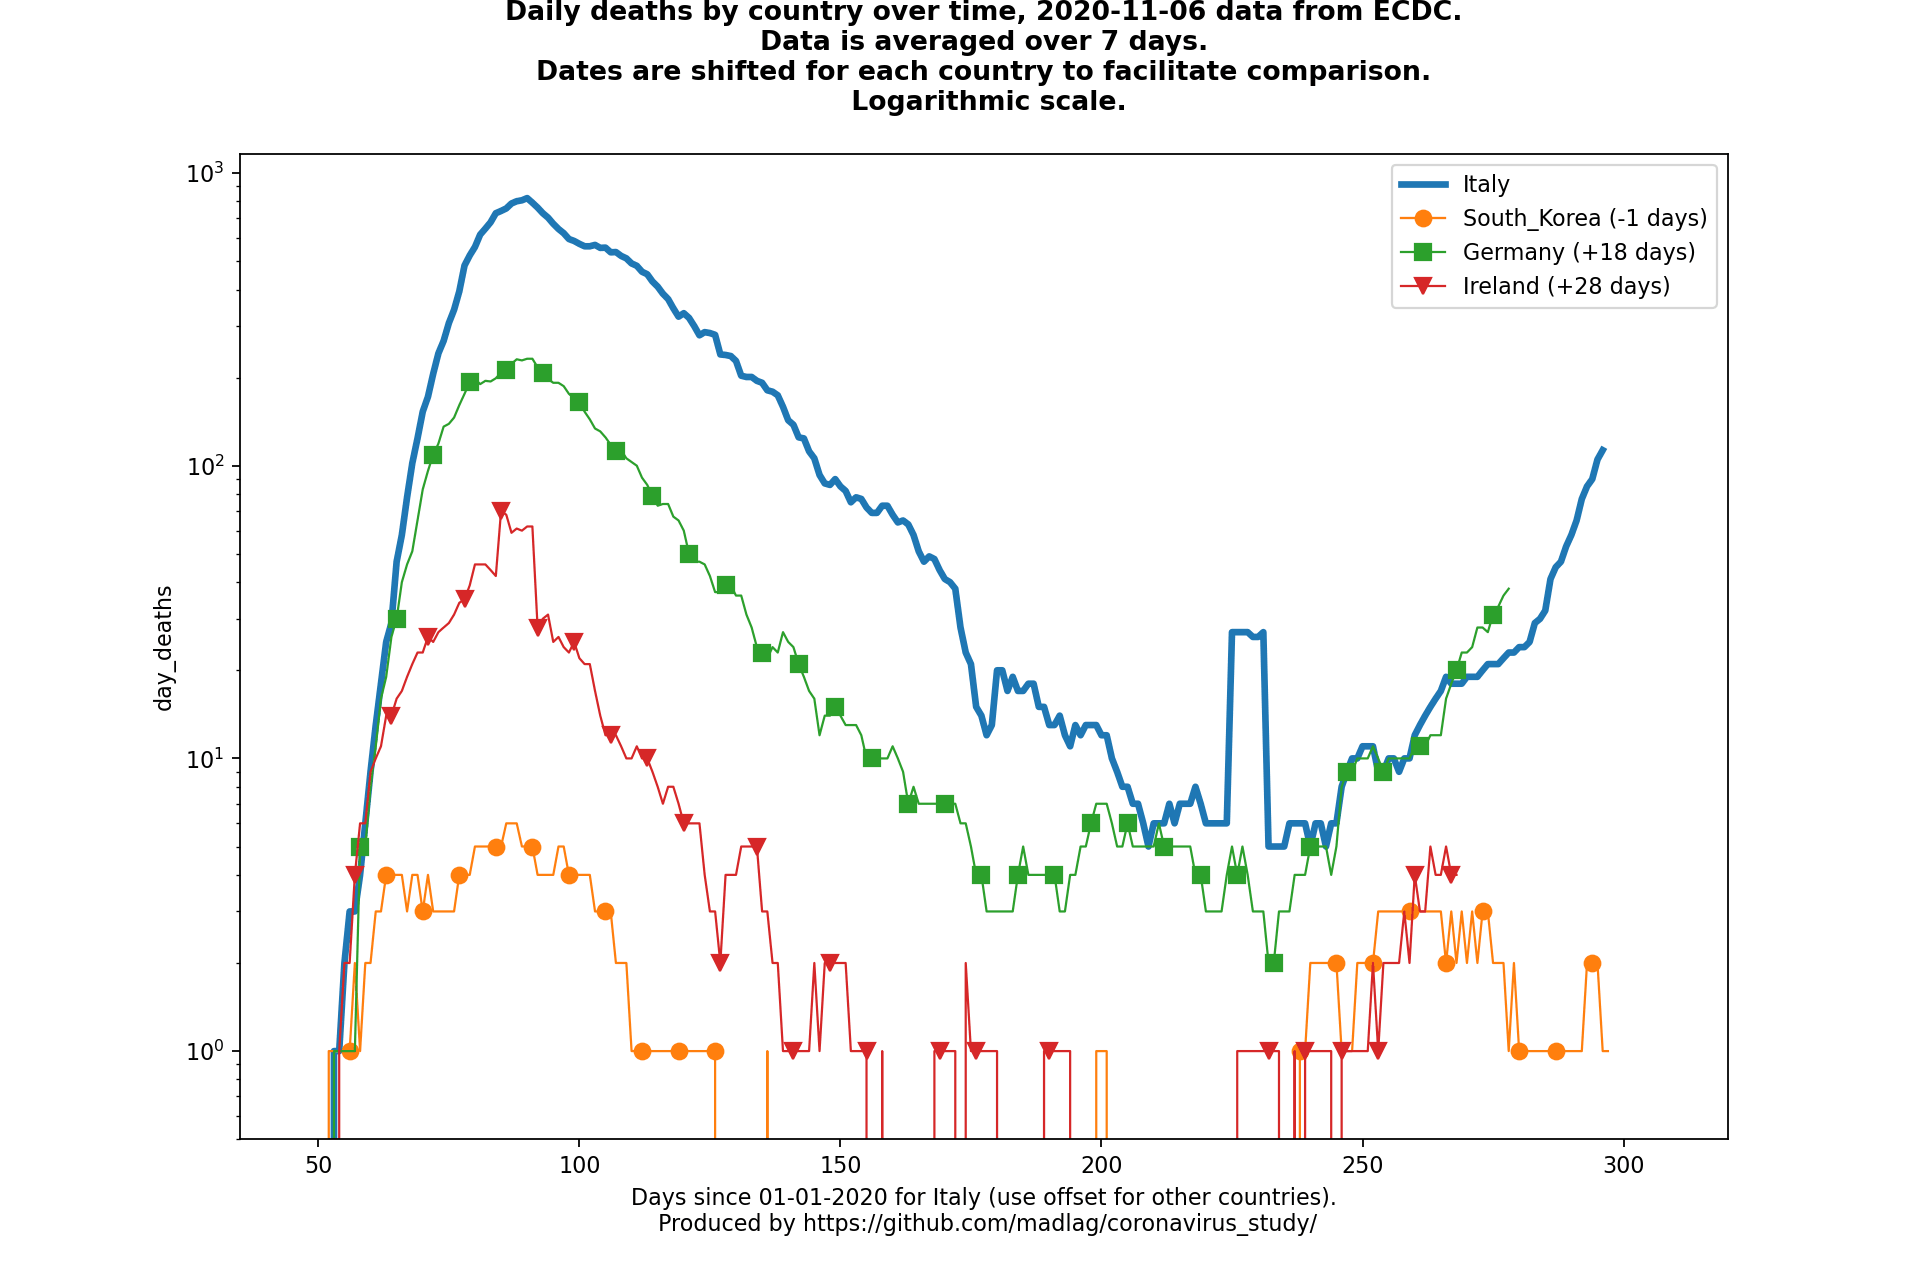 Daily deaths by country over time, 2020-11-06 data from ECDC.
Data is averaged over 7 days.
Dates are shifted for each country to facilitate comparison.
Logarithmic scale.
10³
10²
10¹
10⁰
day_deaths
Italy
South_Korea (-1 days)
Germany (+18 days)
Ireland (+28 days)
50 100 150 200 250 300
Days since 01-01-2020 for Italy (use offset for other countries).
Produced by https://github.com/madlag/coronavirus_study/